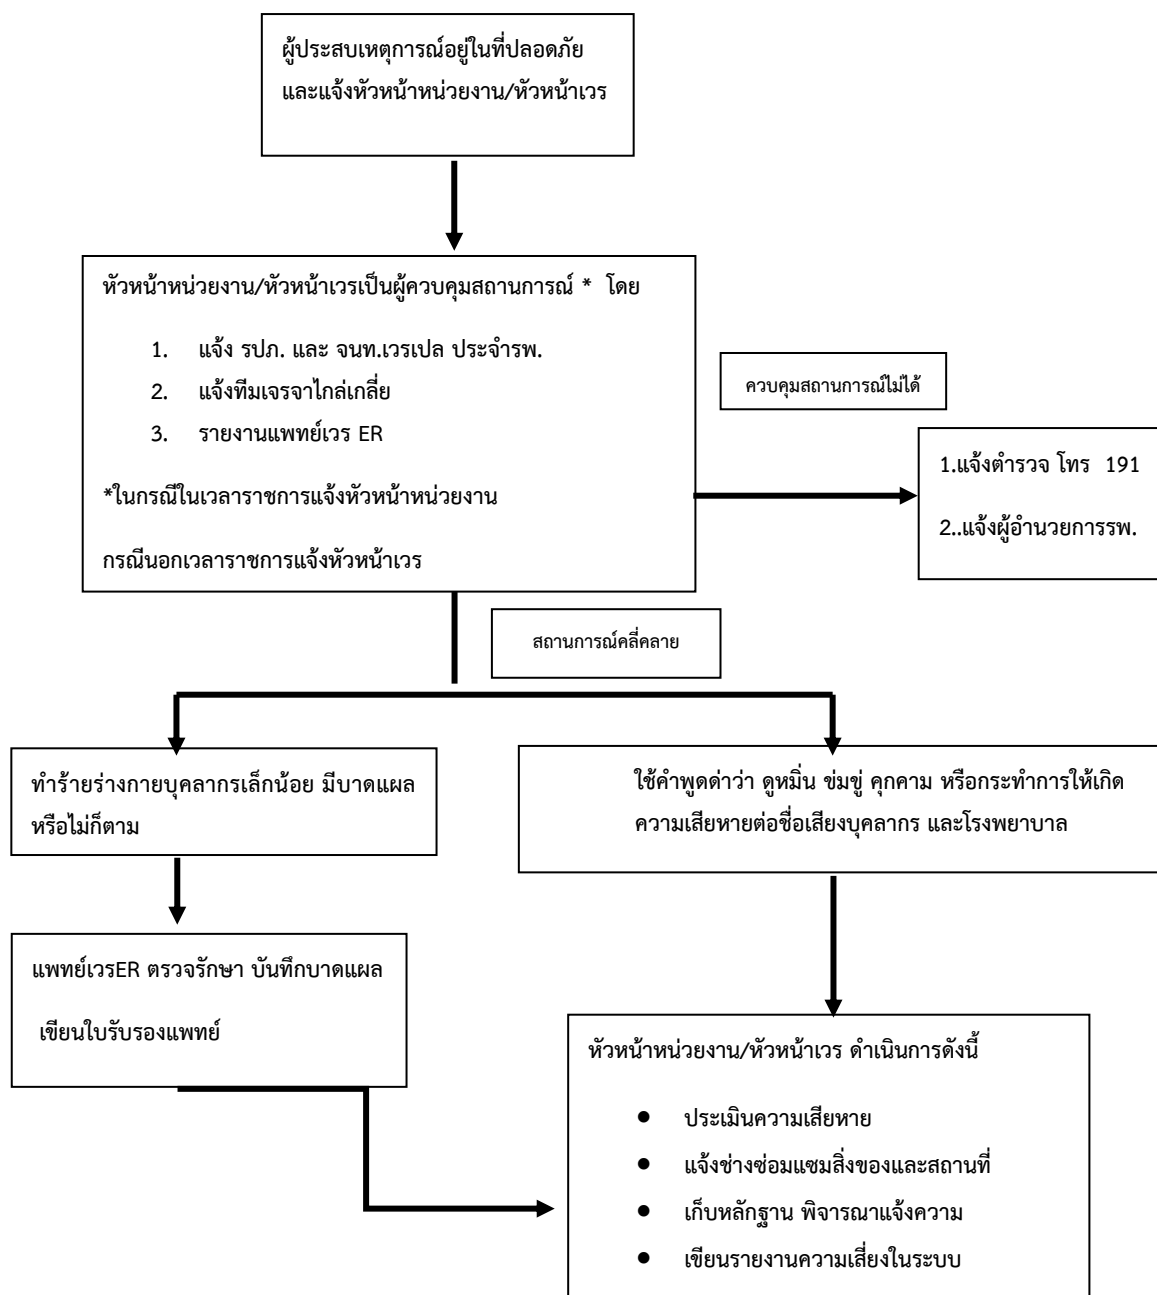 ผู้ประสบเหตุการณ์อยู่ในที่ปลอดภัย
และแจ้งหัวหน้าหน่วยงาน/หัวหน้าเวร
หัวหน้าหน่วยงาน/หัวหน้าเวรเป็นผู้ควบคุมสถานการณ์ * โดย
1. แจ้ง รปภ. และ จนท.เวรเปล ประจำรพ.
2. แจ้งทีมเจรจาไกล่เกลี่ย
3. รายงานแพทย์เวร ER
*ในกรณีในเวลาราชการแจ้งหัวหน้าหน่วยงาน
กรณีนอกเวลาราชการแจ้งหัวหน้าเวร
ควบคุมสถานการณ์ไม่ได้
1.แจ้งตำรวจ โทร 191
2..แจ้งผู้อำนวยการรพ.
สถานการณ์คลี่คลาย
ทำร้ายร่างกายบุคลากรเล็กน้อย มีบาดแผล
หรือไม่ก็ตาม
ใช้คำพูดด่าว่า ดูหมิ่น ข่มขู่ คุกคาม หรือกระทำการให้เกิด
ความเสียหายต่อชื่อเสียงบุคลากร และโรงพยาบาล
แพทย์เวรER ตรวจรักษา บันทึกบาดแผล
เขียนใบรับรองแพทย์
หัวหน้าหน่วยงาน/หัวหน้าเวร ดำเนินการดังนี้
● ประเมินความเสียหาย
● แจ้งช่างซ่อมแซมสิ่งของและสถานที่
● เก็บหลักฐาน พิจารณาแจ้งความ
● เขียนรายงานความเสี่ยงในระบบ